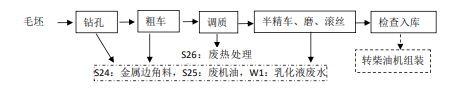 毛坯 钻孔 粗车 调质 半精车、磨、滚丝 检查入库
S26：废热处理 转柴油机组装
S24：金属边角料，S25：废机油，W1：乳化液废水